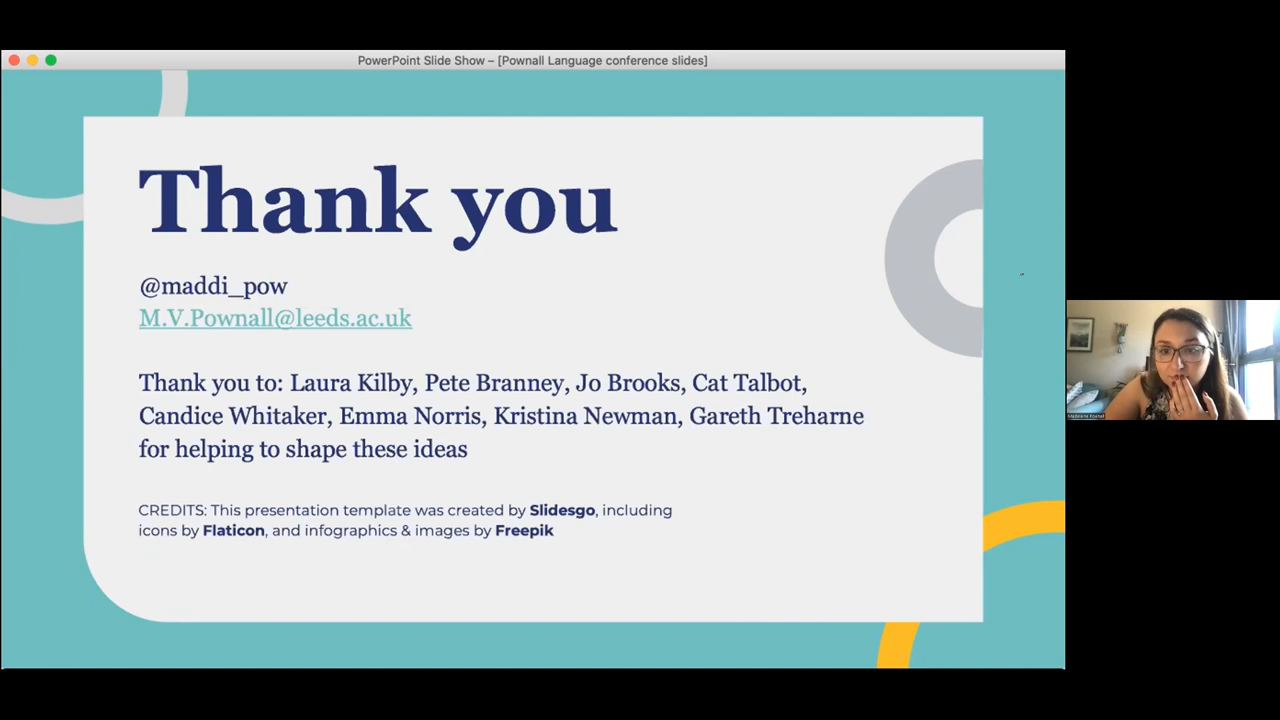 PowerPoint Slide Show – [Pownall Language conference slides]
Thank you
@maddi_pow
M.V.Pownall@leeds.ac.uk
Thank you to: Laura Kilby, Pete Branney, Jo Brooks, Cat Talbot,
Candice Whitaker, Emma Norris, Kristina Newman, Gareth Treharne
for helping to shape these ideas
CREDITS: This presentation template was created by Slidesgo, including
icons by Flaticon, and infographics & images by Freepik
Madeleine Pownall